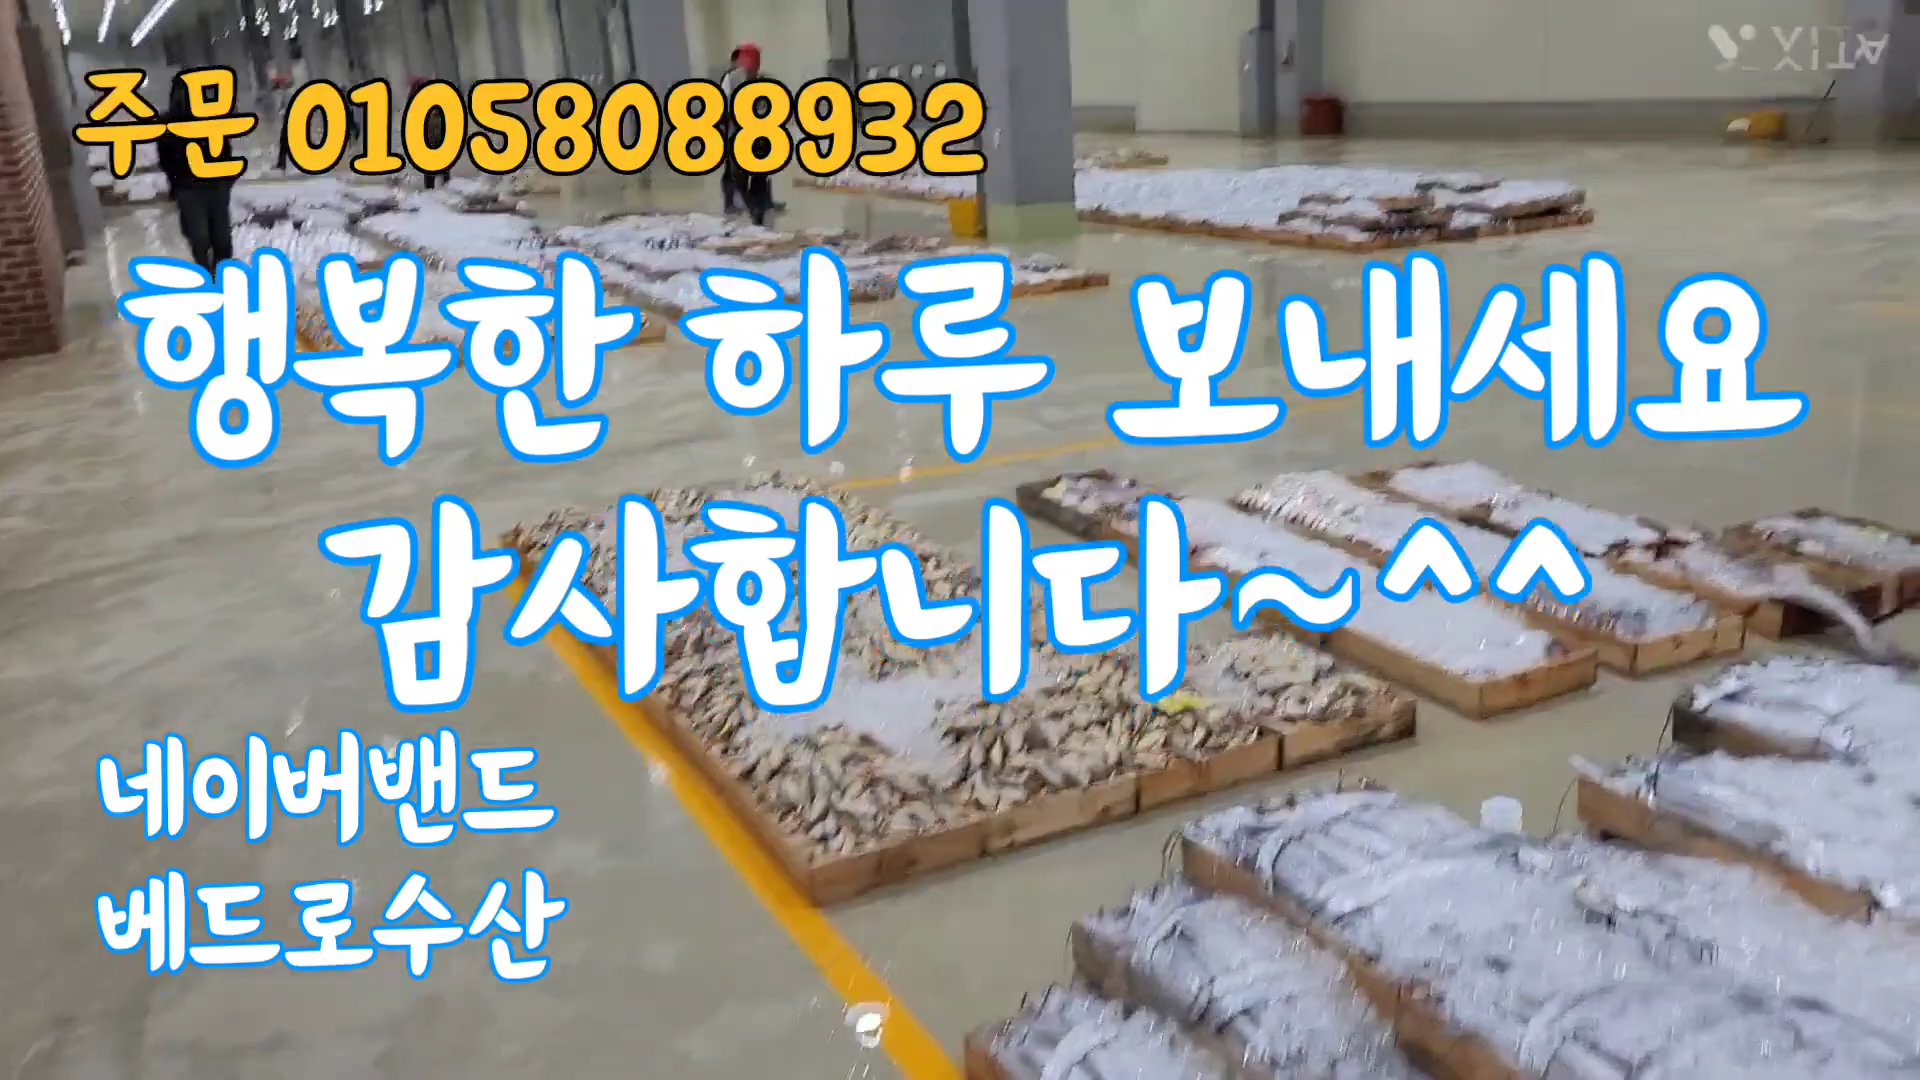 주문 01058088932
행복한 하루 보내세요
감사합니다~^^
네이버밴드
베드로수산